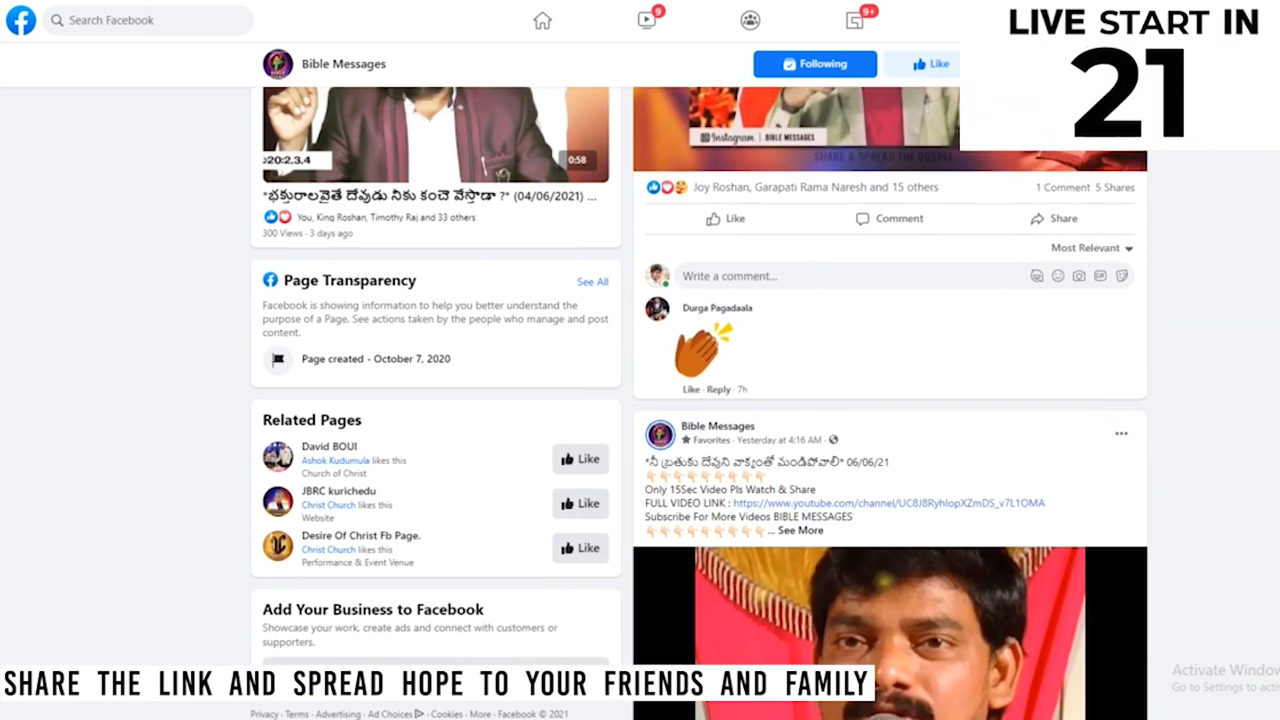 Search Facebook
9
9+
LIVE START IN
21
Bible Messages
Following
Like
:20:2,3,4
0:58
*భక్తురాలవైతే దేవుడు నీకు కంచె వేస్తాడా ?* (04/06/2021) ...
You, King Roshan, Timothy Raj and 33 others
300 Views · 3 days ago
Page Transparency
See All
Facebook is showing information to help you better understand the
purpose of a Page. See actions taken by the people who manage and post
content.
Page created - October 7, 2020
Related Pages
David BOUI
Ashok Kudumula likes this
Church of Christ
Like
JBRC kurichedu
Christ Church likes this
Website
Like
Desire Of Christ Fb Page.
Christ Church likes this
Performance & Event Venue
Like
Add Your Business to Facebook
Showcase your work, create ads and connect with customers or
supporters.
Instagram | BIBLE MESSAGES
SHARE & SPREAD THE GOSPEL
Joy Roshan, Garapati Rama Naresh and 15 others
1 Comment 5 Shares
Like Comment Share
Most Relevant
Write a comment...
Durga Pagadaala
Like · Reply · 7h
Bible Messages
Favorites · Yesterday at 4:16 AM ·
*నీ బ్రతుకు దేవుని వాక్యంతో మండిపోవాలి* 06/06/21
Only 15Sec Video Pls Watch & Share
FULL VIDEO LINK : https://www.youtube.com/channel/UC8J8RyhIopXZmDS_v7L1OMA
Subscribe For More Videos BIBLE MESSAGES
... See More
SHARE THE LINK AND SPREAD HOPE TO YOUR FRIENDS AND FAMILY
Activate Window
Go to Settings to acti
Privacy · Terms · Advertising · Ad Choices · Cookies · More · Facebook © 2021